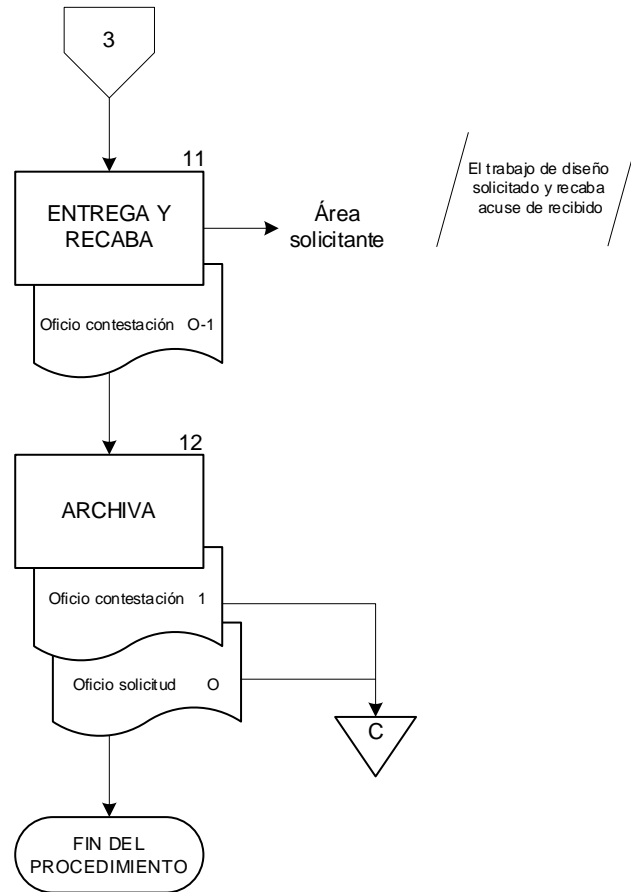 3
11
ENTREGA Y
RECABA
Área
solicitante
El trabajo de diseño
solicitado y recaba
acuse de recibido
Oficio contestación O-1
12
ARCHIVA
Oficio contestación 1
Oficio solicitud O
C
FIN DEL
PROCEDIMIENTO